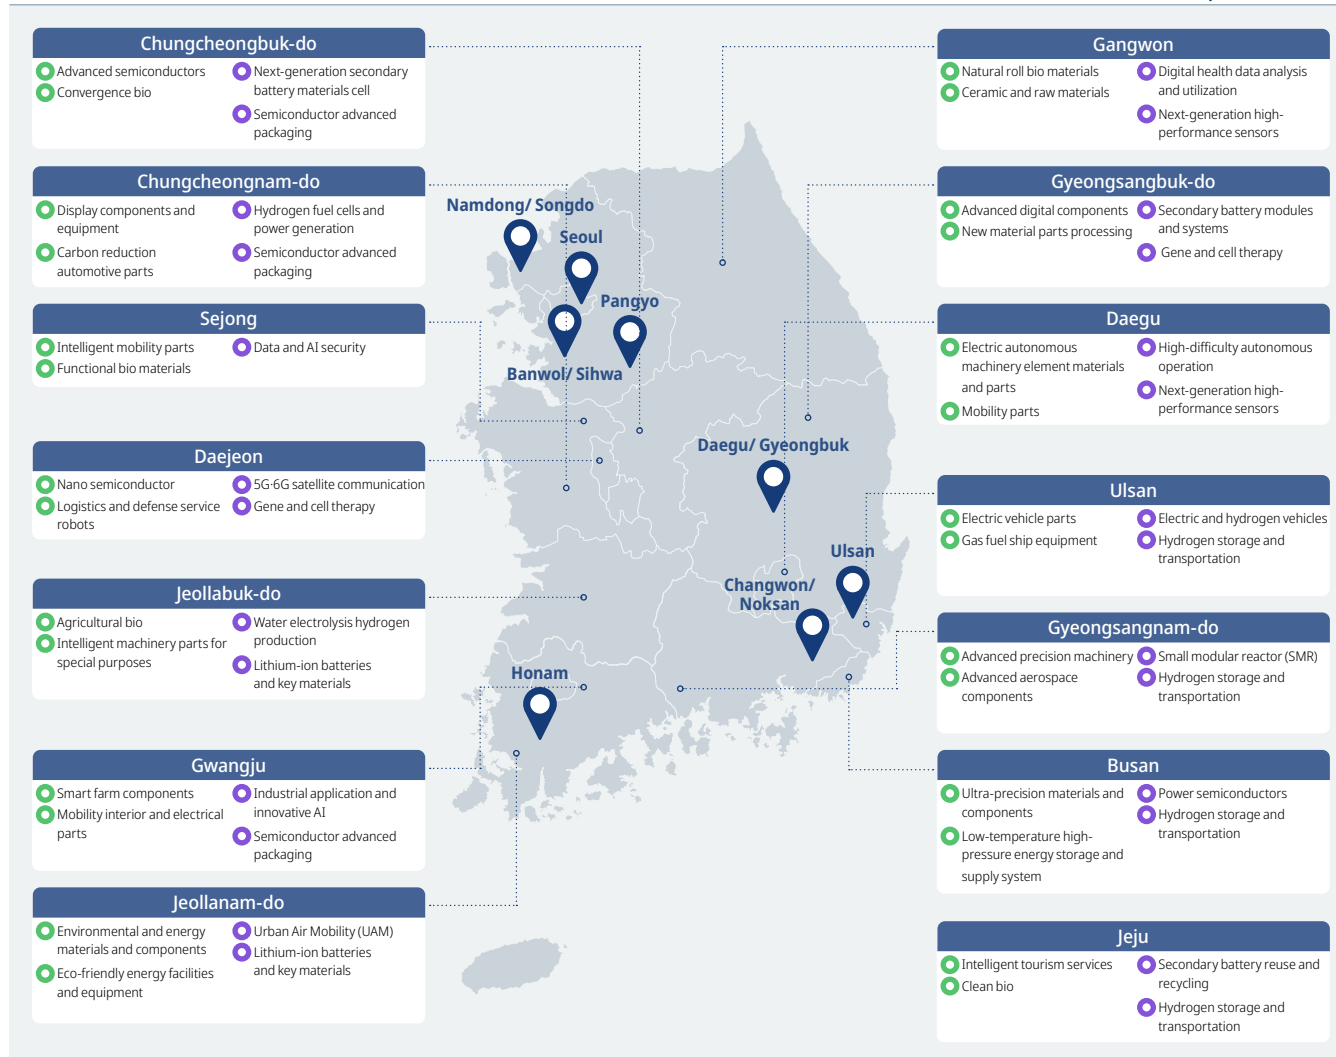 Chungcheongbuk-do
Advanced semiconductors
Convergence bio
Next-generation secondary
battery materials cell
Semiconductor advanced
packaging
Chungcheongnam-do
Display components and
equipment
Carbon reduction
automotive parts
Hydrogen fuel cells and
power generation
Semiconductor advanced
packaging
Sejong
Intelligent mobility parts
Functional bio materials
Data and AI security
Daejeon
Nano semiconductor
Logistics and defense service
robots
5G·6G satellite communication
Gene and cell therapy
Jeollabuk-do
Agricultural bio
Intelligent machinery parts for
special purposes
Water electrolysis hydrogen
production
Lithium-ion batteries
and key materials
Gwangju
Smart farm components
Mobility interior and electrical
parts
Industrial application and
innovative AI
Semiconductor advanced
packaging
Jeollanam-do
Environmental and energy
materials and components
Eco-friendly energy facilities
and equipment
Urban Air Mobility (UAM)
Lithium-ion batteries
and key materials
Namdong/ Songdo
Seoul
Pangyo
Banwol/ Sihwa
Daegu/ Gyeongbuk
Ulsan
Changwon/
Noksan
Honam
Gangwon
Natural roll bio materials
Ceramic and raw materials
Digital health data analysis
and utilization
Next-generation high-
performance sensors
Gyeongsangbuk-do
Advanced digital components
New material parts processing
Secondary battery modules
and systems
Gene and cell therapy
Daegu
Electric autonomous
machinery element materials
and parts
Mobility parts
High-difficulty autonomous
operation
Next-generation high-
performance sensors
Ulsan
Electric vehicle parts
Gas fuel ship equipment
Electric and hydrogen vehicles
Hydrogen storage and
transportation
Gyeongsangnam-do
Advanced precision machinery
Advanced aerospace
components
Small modular reactor (SMR)
Hydrogen storage and
transportation
Busan
Ultra-precision materials and
components
Low-temperature high-
pressure energy storage and
supply system
Power semiconductors
Hydrogen storage and
transportation
Jeju
Intelligent tourism services
Clean bio
Secondary battery reuse and
recycling
Hydrogen storage and
transportation